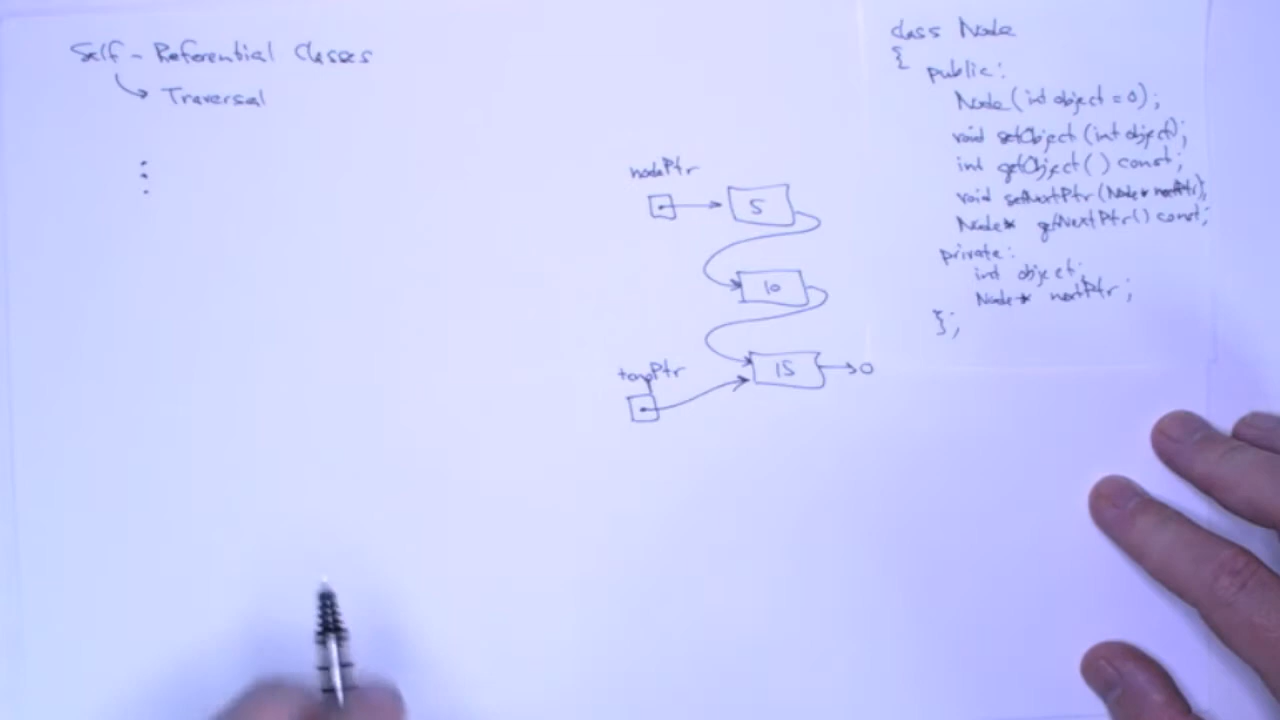 Self-Referential Classes
Traversal
nodePtr
5
10
tempPtr
15
0
class Node
{
public:
Node(int object = 0);
void setObject(int object);
int getObject() const;
void setNextPtr(Node* nextPtr);
Node* getNextPtr() const;
private:
int object;
Node* nextPtr;
};